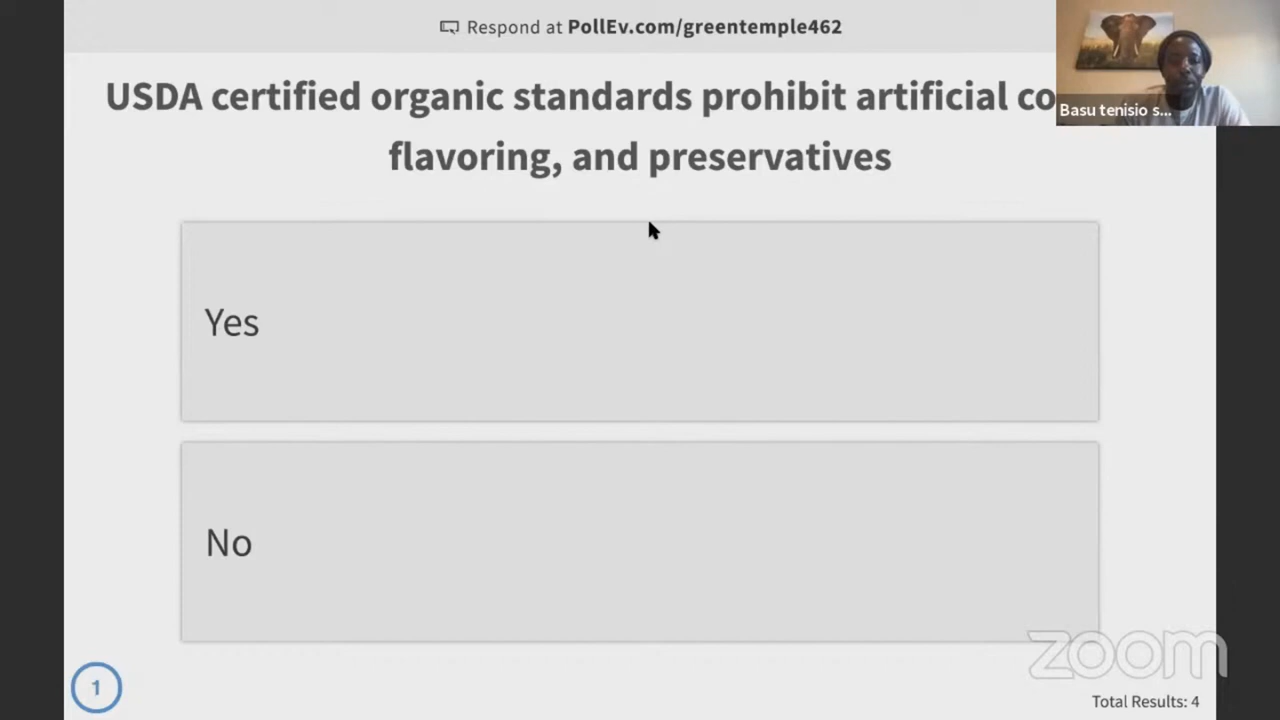 Respond at PollEv.com/greentemple462
USDA certified organic standards prohibit artificial co
flavoring, and preservatives
Basu tenisio s...
Yes
No
zoom
1
Total Results: 4